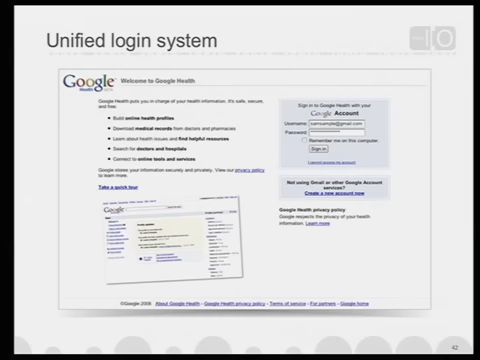 Unified login system
IO
Google
Health
Welcome to Google Health
Google Health puts you in charge of your health information. It's safe, secure,
and free.
Build online health profiles
Download medical records from doctors and pharmacies
Learn about health issues and find helpful resources
Search for doctors and hospitals
Connect to online tools and services
Google stores your information securely and privately. View our privacy policy
to learn more.
Take a quick tour
Sign in to Google Health with your
Google Account
Username:
Password:
Remember me on this computer.
Sign in
I cannot access my account
Not using Gmail or other Google Account
services?
Create a new account now
Google Health privacy policy
Google respects the privacy of your health
information. Learn more
Google
©Google 2008 About Google Health - Google Health privacy policy - Terms of service - For partners - Google home
42